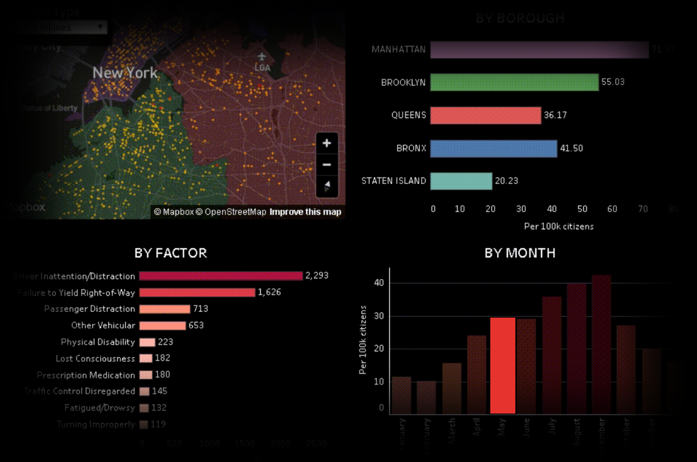 Type
New York
LGA
Statue of Liberty
© Mapbox © OpenStreetMap Improve this map
BY BOROUGH
MANHATTAN
BROOKLYN 55.03
QUEENS 36.17
BRONX 41.50
STATEN ISLAND 20.23
0 10 20 30 40 50 60 70 80
Per 100k citizens
BY FACTOR
Driver Inattention/Distraction 2,293
Failure to Yield Right-of-Way 1,626
Passenger Distraction 713
Other Vehicular 653
Physical Disability 223
Lost Consciousness 182
Prescription Medication 180
Traffic Control Disregarded 145
Fatigued/Drowsy 132
Turning Improperly 119
0 500 1000 1500 2000 2500
BY MONTH
Per 100k citizens
40
30
20
10
0
January February March April May June July August September October